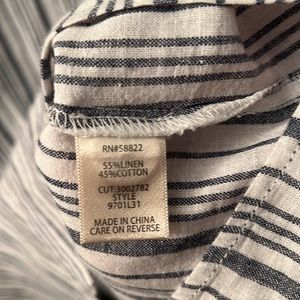 RN#58822
55%LINEN
45%COTTON
CUT:3002782
STYLE
9701L31
MADE IN CHINA
CARE ON REVERSE